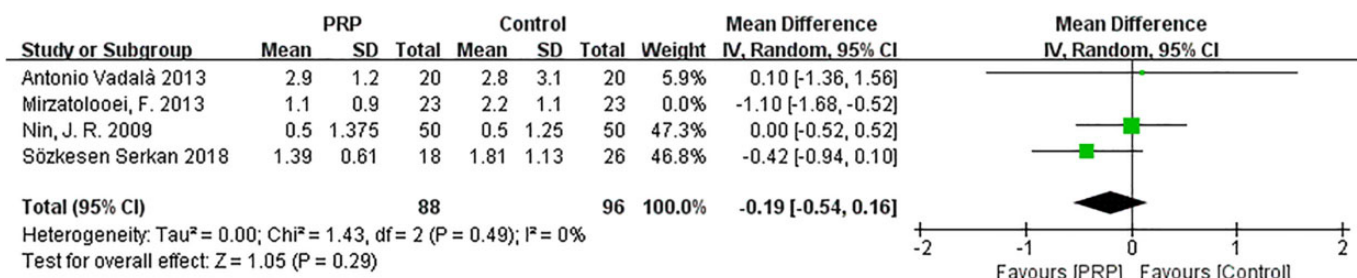 PRP Control Mean Difference Mean Difference
Study or Subgroup Mean SD Total Mean SD Total Weight IV, Random, 95% CI IV, Random, 95% CI
Antonio Vadalà 2013 2.9 1.2 20 2.8 3.1 20 5.9% 0.10 [-1.36, 1.56]
Mirzatolooei, F. 2013 1.1 0.9 23 2.2 1.1 23 0.0% -1.10 [-1.68, -0.52]
Nin, J. R. 2009 0.5 1.375 50 0.5 1.25 50 47.3% 0.00 [-0.52, 0.52]
Sözkesen Serkan 2018 1.39 0.61 18 1.81 1.13 26 46.8% -0.42 [-0.94, 0.10]
Total (95% CI) 88 96 100.0% -0.19 [-0.54, 0.16]
Heterogeneity: Tau² = 0.00; Chi² = 1.43, df = 2 (P = 0.49); I² = 0%
Test for overall effect: Z = 1.05 (P = 0.29)
-2 -1 0 1 2
Favours [PRP] Favours [Control]